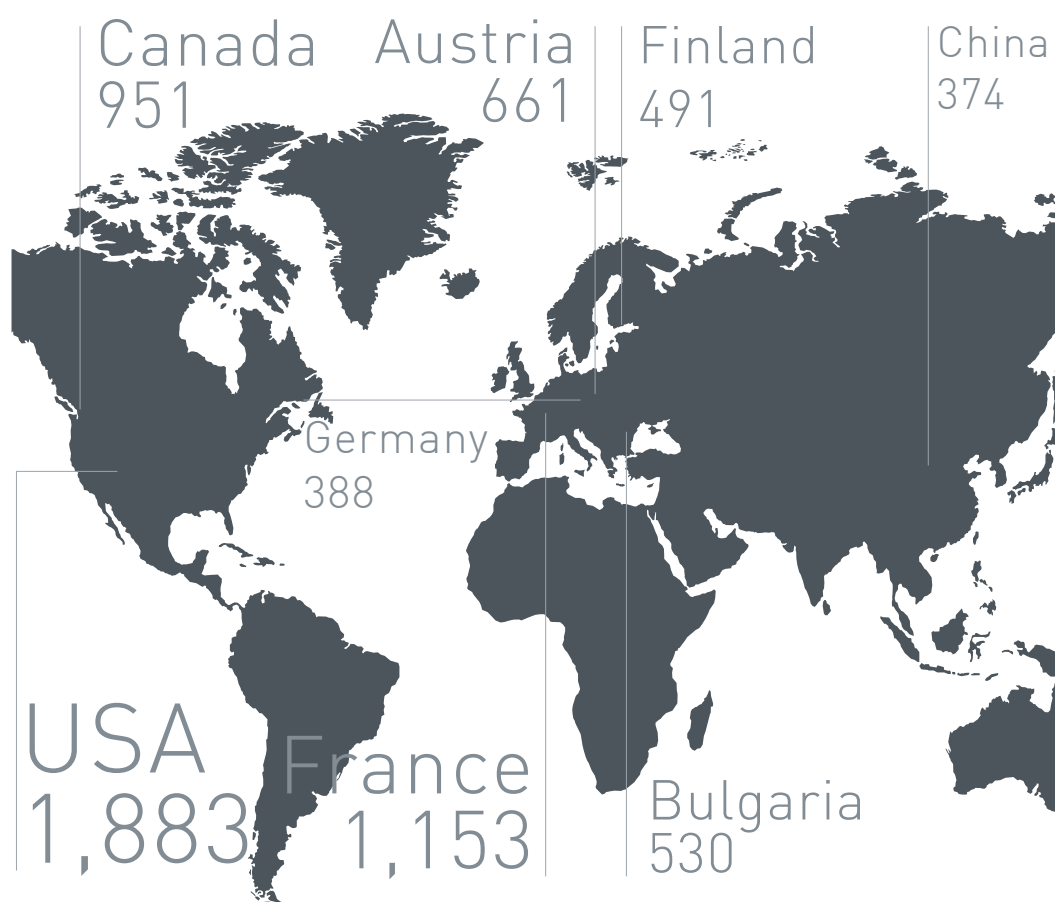 Canada
951
Austria
661
Finland
491
China
374
Germany
388
USA
1,883
France
1,153
Bulgaria
530